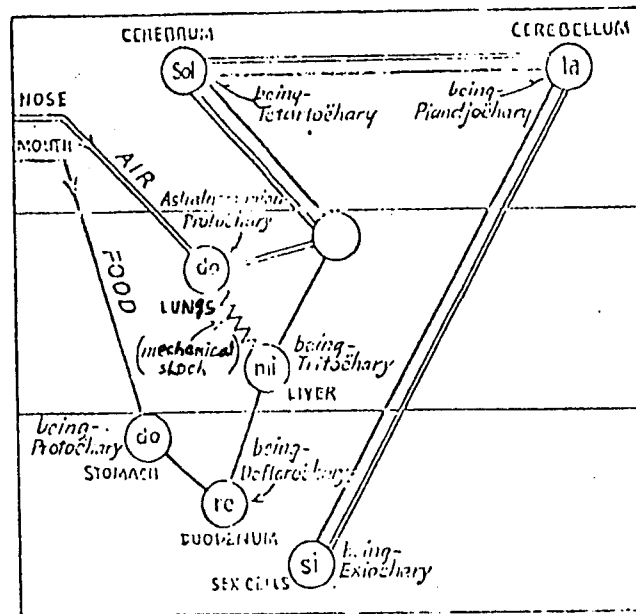 CEREBRUM
CEREBELLUM
Sol
la
being-
Tetartoëhary
being-
Piandjoëhary
NOSE
MOUTH
AIR
FOOD
Protoëhary
do
LUNGS
(mechanical
shock)
mi
being-
Tritoëhary
LIVER
being-
Protoëhary
do
STOMACH
being-
Defteroëhary
re
DUODENUM
si
being-
Exioëhary
SEX CELLS